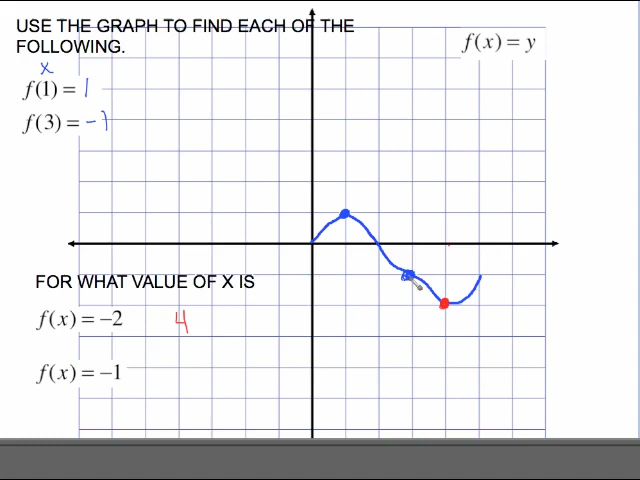 USE THE GRAPH TO FIND EACH OF THE
FOLLOWING.
f(x) = y
x
f(1) = 1
f(3) = -1
FOR WHAT VALUE OF X IS
f(x) = -2 4
f(x) = -1